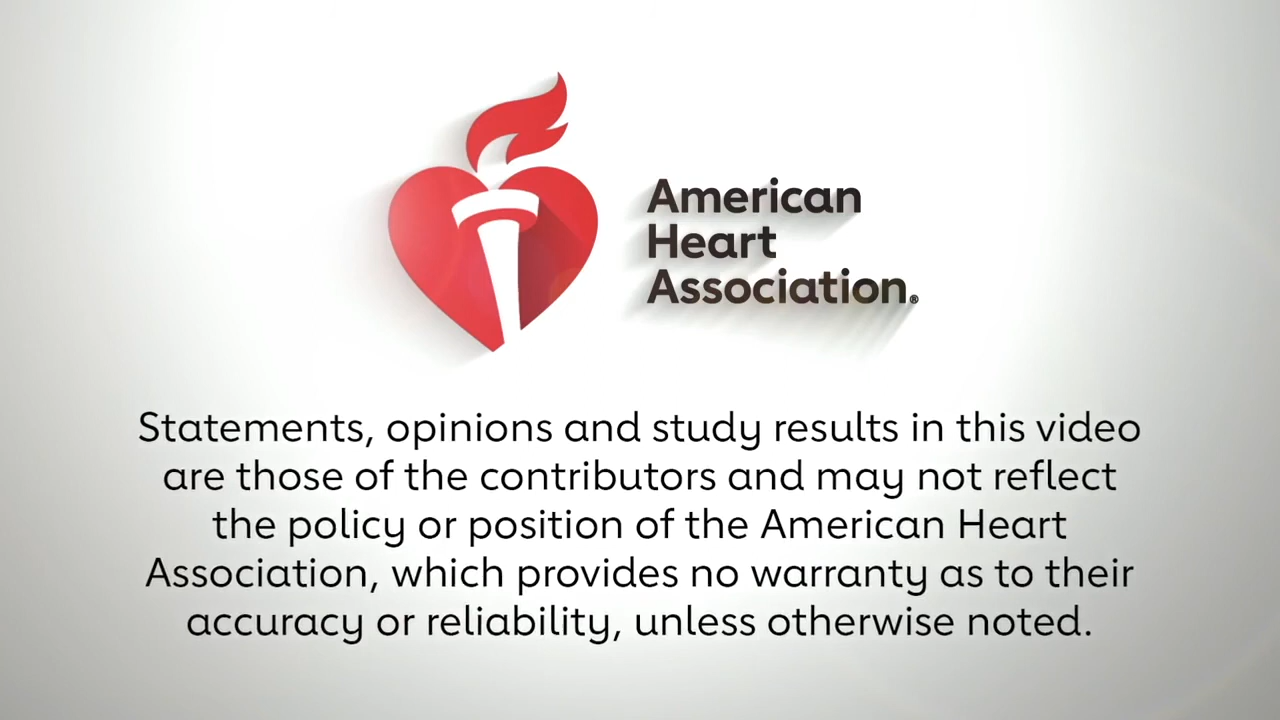 American
Heart
Association®
Statements, opinions and study results in this video
are those of the contributors and may not reflect
the policy or position of the American Heart
Association, which provides no warranty as to their
accuracy or reliability, unless otherwise noted.